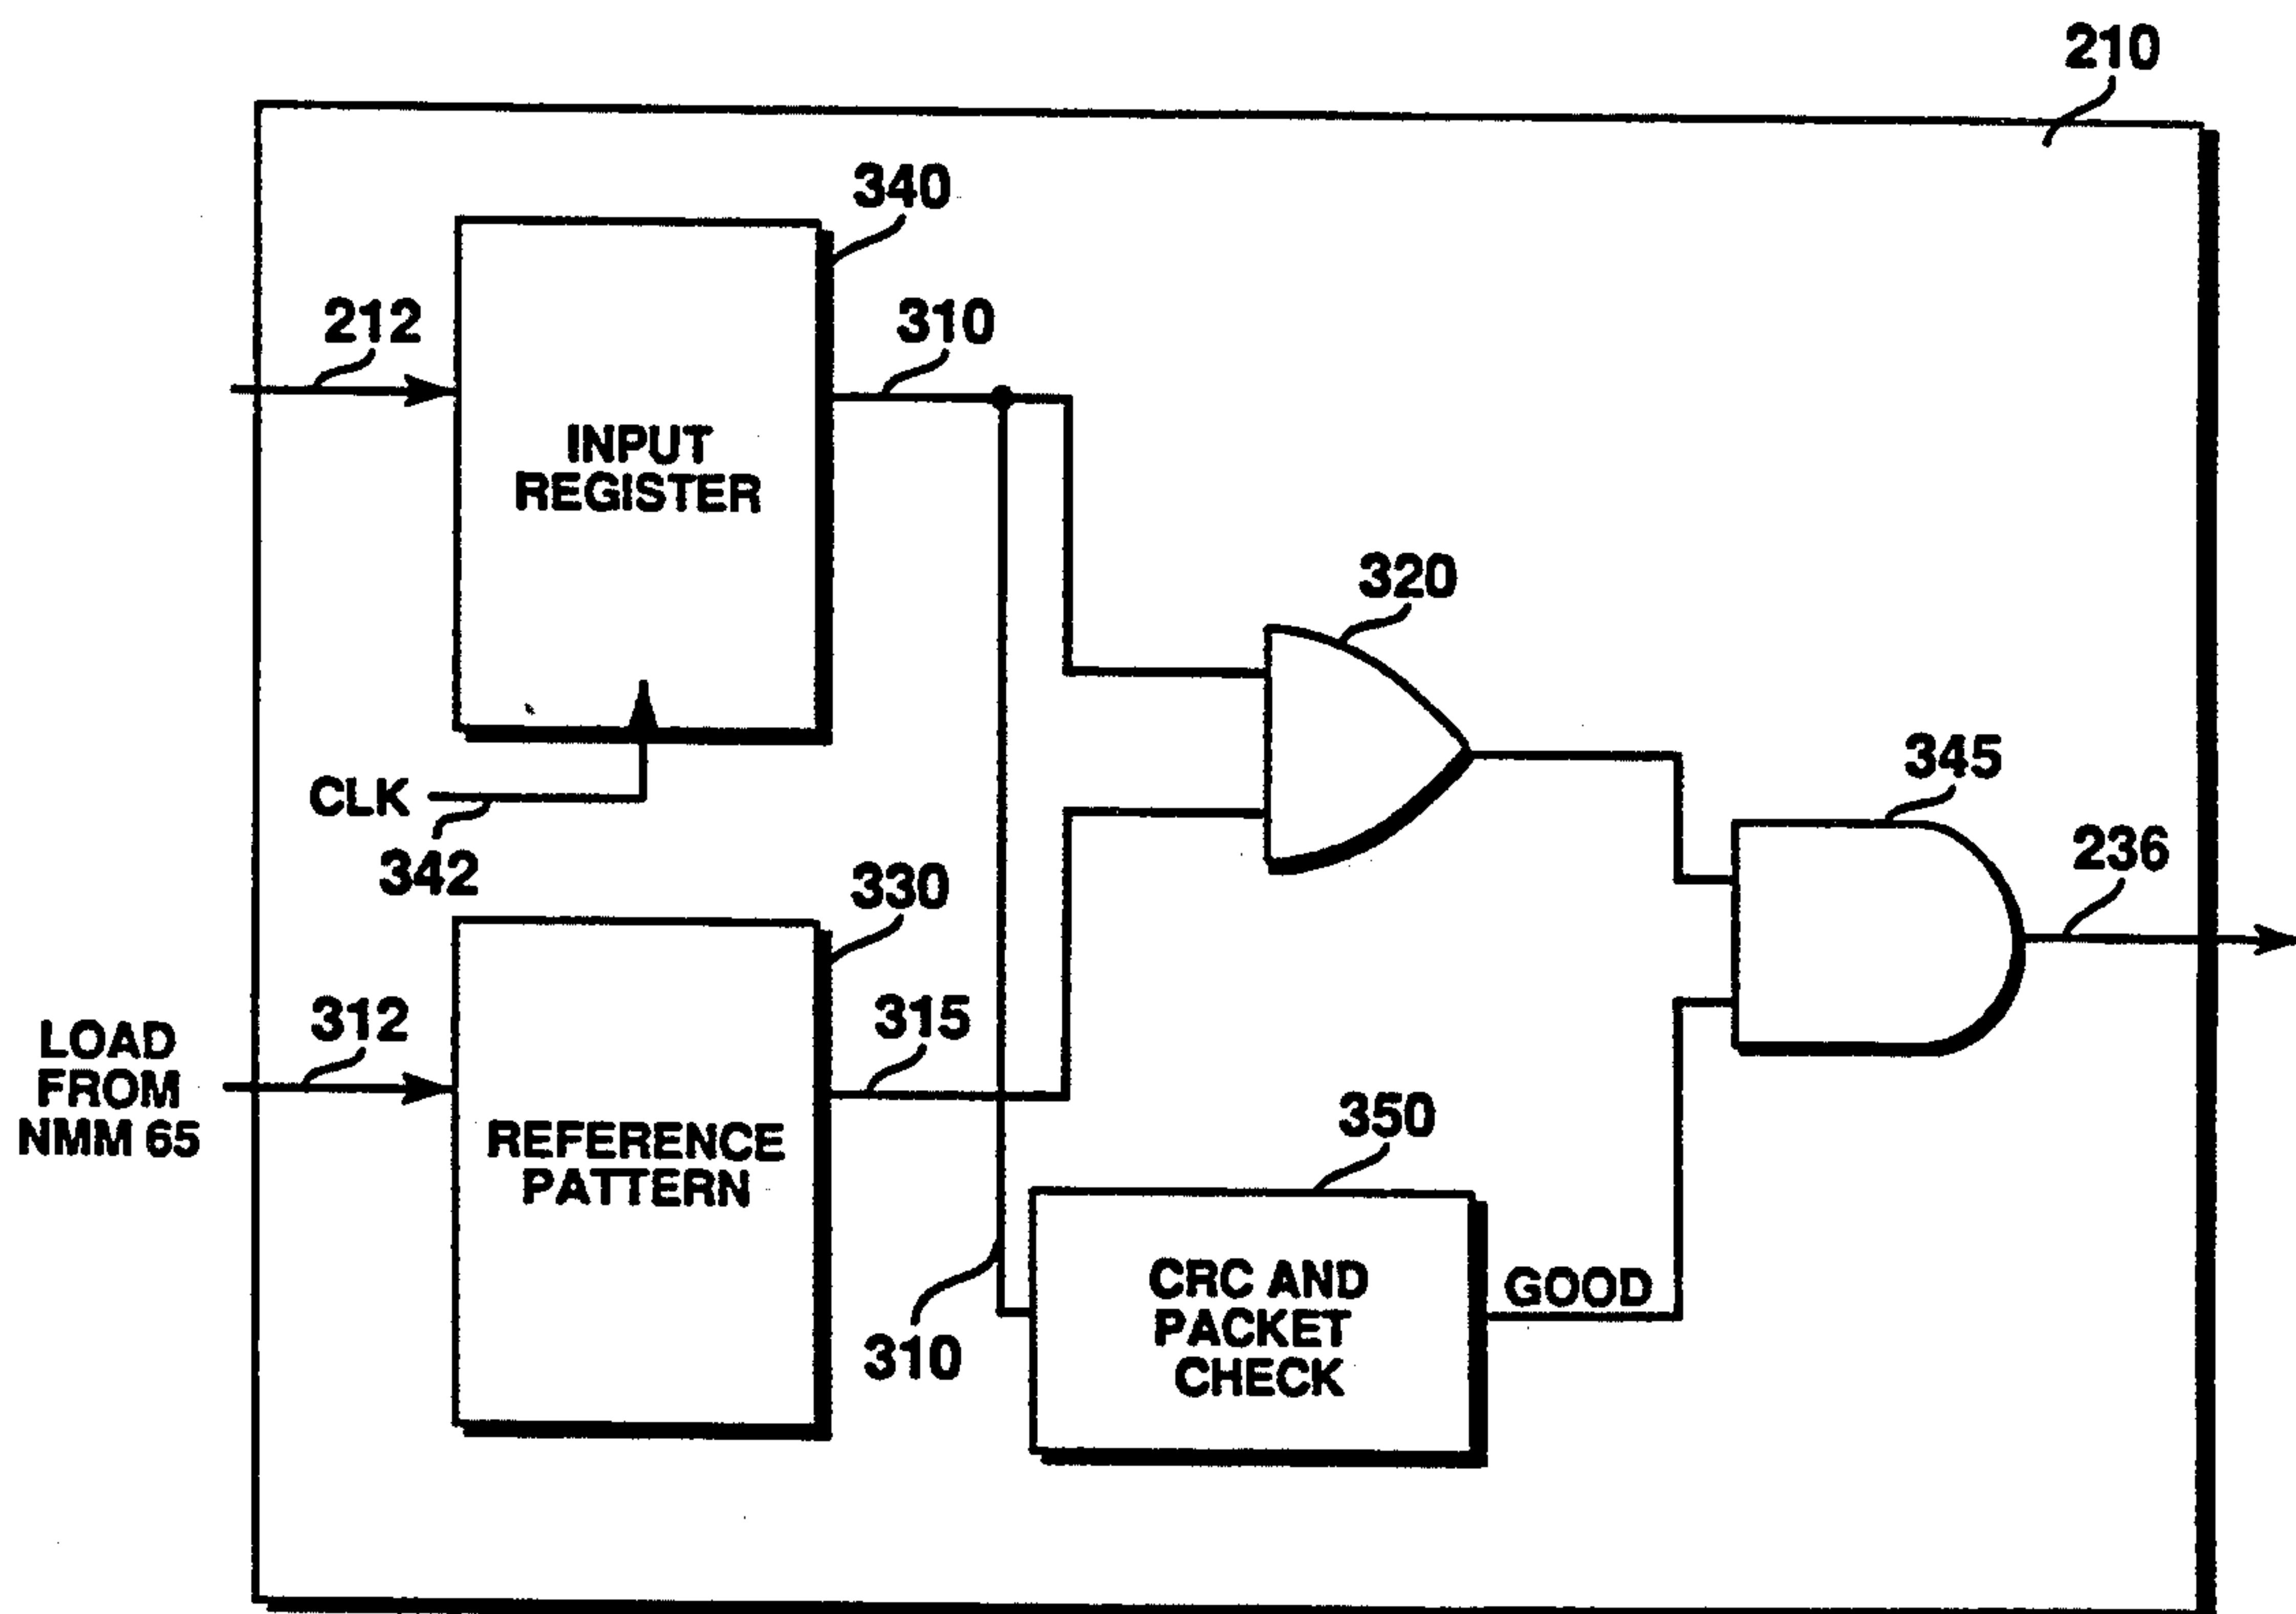 210
340
212
310
INPUT
REGISTER
320
CLK
342
345
236
330
312
315
LOAD
FROM
NMM 65
REFERENCE
PATTERN
350
CRC AND
PACKET
CHECK
GOOD
310